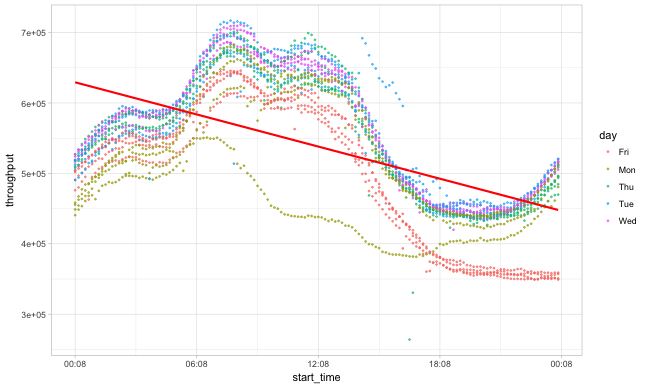 7e+05
6e+05
5e+05
4e+05
3e+05
throughput
00:08
06:08
12:08
18:08
00:08
start_time
day
Fri
Mon
Thu
Tue
Wed